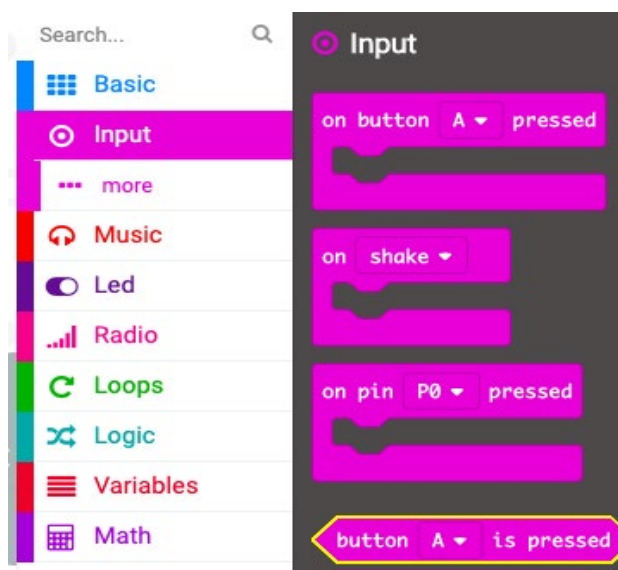 Search...
Basic
Input
more
Music
Led
Radio
Loops
Logic
Variables
Math
Input
on button A pressed
on shake
on pin P0 pressed
button A is pressed